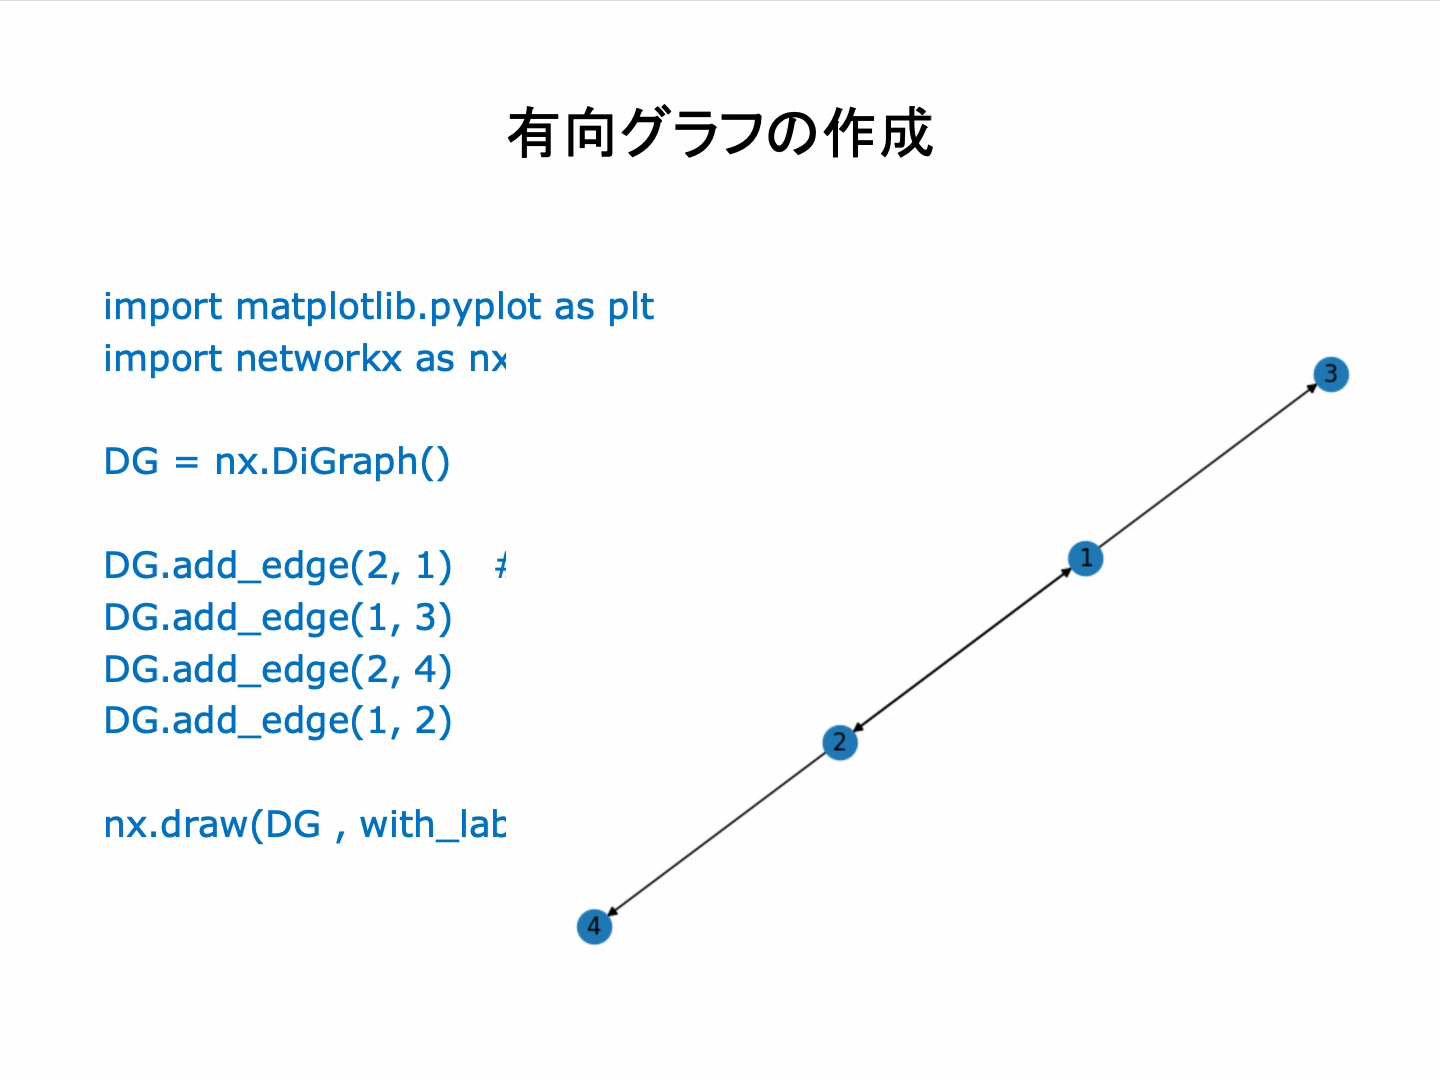 有向グラフの作成
import matplotlib.pyplot as plt
import networkx as nx
DG = nx.DiGraph()
DG.add_edge(2, 1) #
DG.add_edge(1, 3)
DG.add_edge(2, 4)
DG.add_edge(1, 2)
nx.draw(DG , with_lab
3
1
2
4